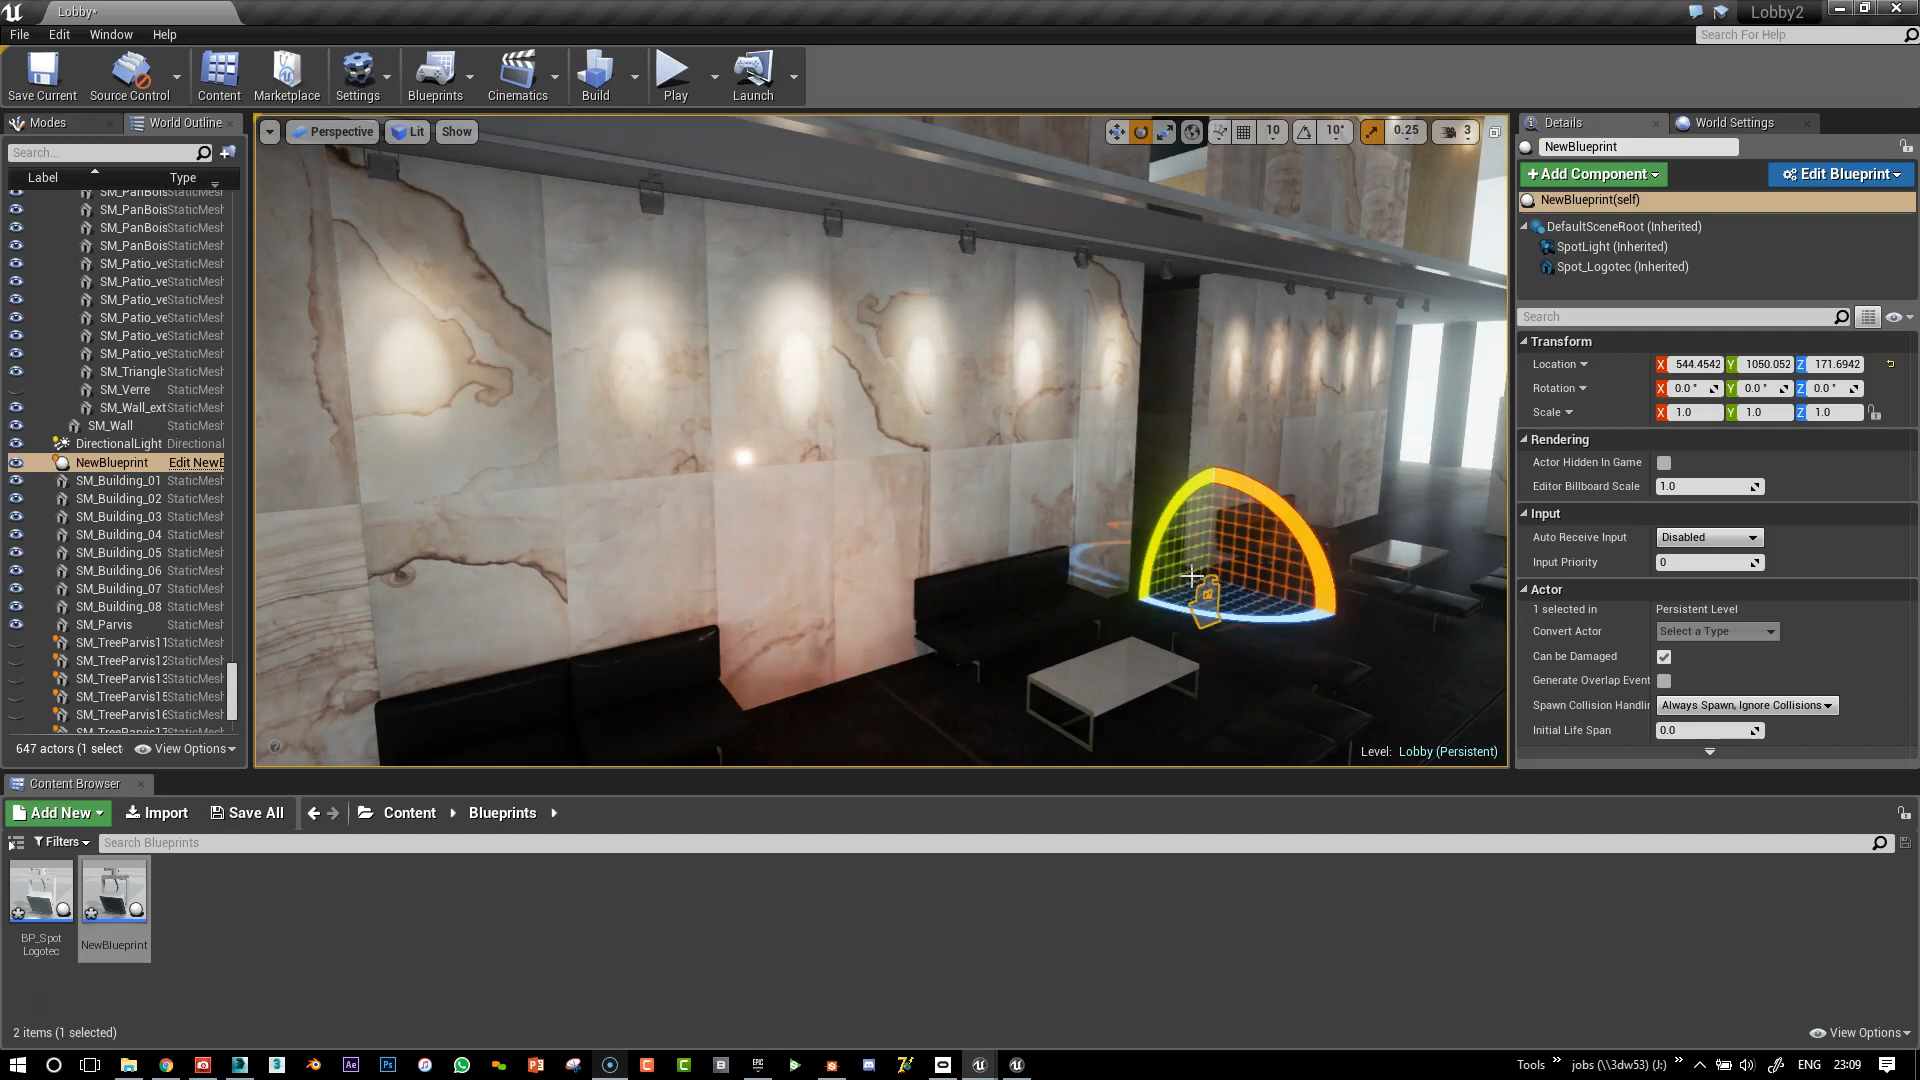 Lobby*
Lobby2
File Edit Window Help
Search For Help
Save Current Source Control Content Marketplace Settings Blueprints Cinematics Build Play Launch
Modes World Outline
Search...
Label Type
SM_PanBois StaticMesh
SM_PanBois StaticMesh
SM_PanBois StaticMesh
SM_PanBois StaticMesh
SM_Patio_ve StaticMesh
SM_Patio_ve StaticMesh
SM_Patio_ve StaticMesh
SM_Patio_ve StaticMesh
SM_Patio_ve StaticMesh
SM_Patio_ve StaticMesh
SM_Triangle StaticMesh
SM_Verre StaticMesh
SM_Wall_ext StaticMesh
SM_Wall StaticMesh
DirectionalLight Directional
NewBlueprint Edit NewB
SM_Building_01 StaticMesh
SM_Building_02 StaticMesh
SM_Building_03 StaticMesh
SM_Building_04 StaticMesh
SM_Building_05 StaticMesh
SM_Building_06 StaticMesh
SM_Building_07 StaticMesh
SM_Building_08 StaticMesh
SM_Parvis StaticMesh
SM_TreeParvis11 StaticMesh
SM_TreeParvis12 StaticMesh
SM_TreeParvis13 StaticMesh
SM_TreeParvis15 StaticMesh
SM_TreeParvis16 StaticMesh
SM_TreeParvis17 StaticMesh
647 actors (1 select View Options
Perspective Lit Show
10 10° 0.25 3
Level: Lobby (Persistent)
Details World Settings
NewBlueprint
+Add Component Edit Blueprint
NewBlueprint(self)
DefaultSceneRoot (Inherited)
SpotLight (Inherited)
Spot_Logotec (Inherited)
Search
Transform
Location X 544.4542 Y 1050.052 Z 171.6942
Rotation X 0.0 ° Y 0.0 ° Z 0.0 °
Scale X 1.0 Y 1.0 Z 1.0
Rendering
Actor Hidden In Game
Editor Billboard Scale 1.0
Input
Auto Receive Input Disabled
Input Priority 0
Actor
1 selected in Persistent Level
Convert Actor Select a Type
Can be Damaged
Generate Overlap Event
Spawn Collision Handlin Always Spawn, Ignore Collisions
Initial Life Span 0.0
Content Browser
Add New Import Save All Content Blueprints
Filters Search Blueprints
BP_Spot
Logotec
NewBlueprint
2 items (1 selected)
View Options
Tools » jobs (\\3dw53) (J:) » ENG 23:09